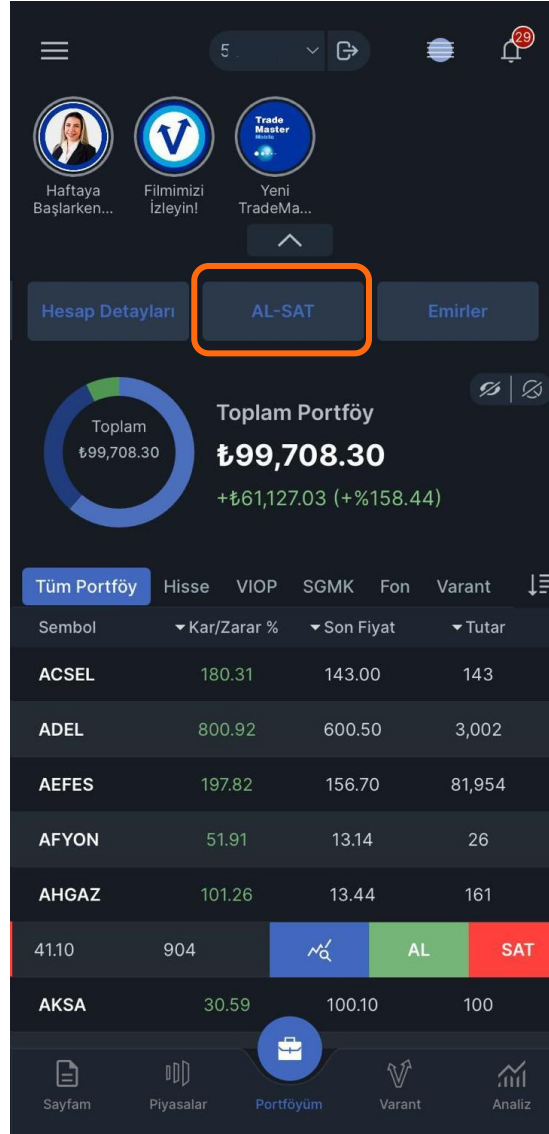 5
29
Trade
Master
Mobile
Haftaya
Başlarken...
Filmimizi
İzleyin!
Yeni
TradeMa...
Hesap Detayları AL-SAT Emirler
Toplam
₺99,708.30
Toplam Portföy
₺99,708.30
+₺61,127.03 (+%158.44)
Tüm Portföy Hisse VIOP SGMK Fon Varant
Sembol Kar/Zarar % Son Fiyat Tutar
ACSEL 180.31 143.00 143
ADEL 800.92 600.50 3,002
AEFES 197.82 156.70 81,954
AFYON 51.91 13.14 26
AHGAZ 101.26 13.44 161
41.10 904 AL SAT
AKSA 30.59 100.10 100
Sayfam Piyasalar Portföyüm Varant Analiz